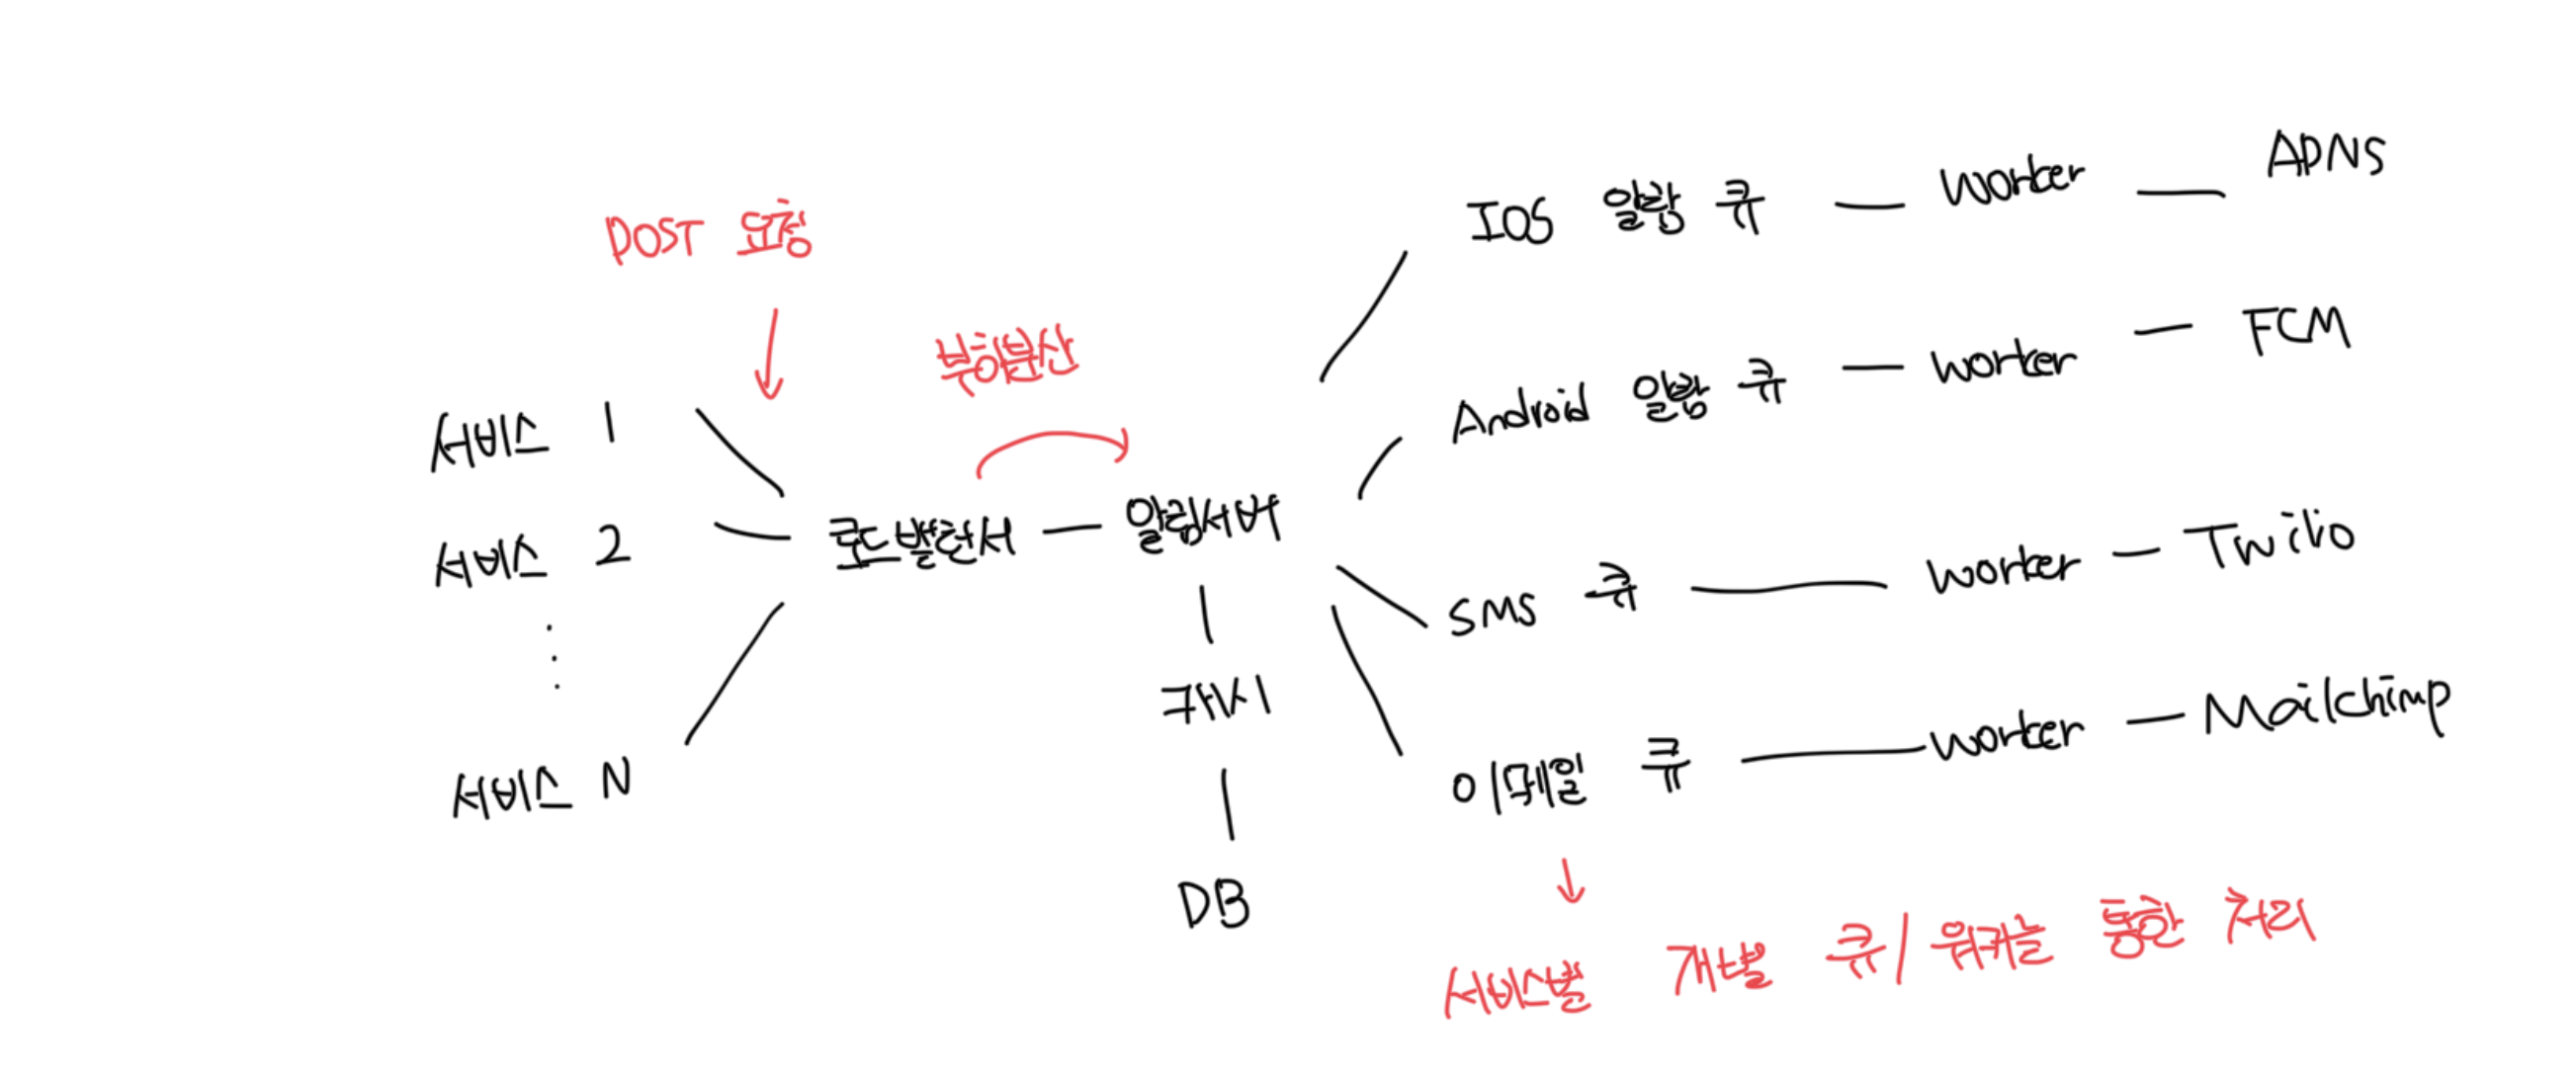 POST 요청
부하분산
서비스 1
서비스 2
서비스 N
로드밸런서
알람서버
캐시
DB
IOS 알람 큐
worker
APNS
Android 알람 큐
worker
FCM
SMS 큐
worker
Twilio
이메일 큐
worker
Mailchimp
서비스별 개별 큐/워커를 통한 처리